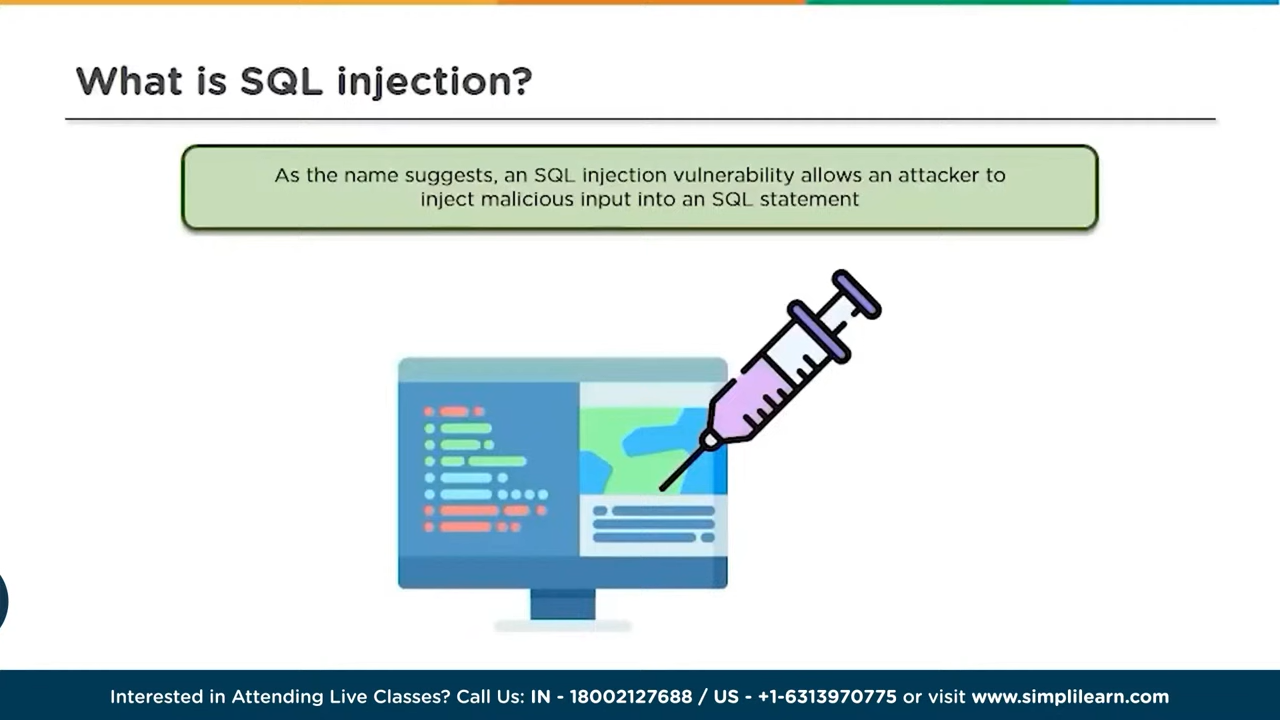 What is SQL injection?
As the name suggests, an SQL injection vulnerability allows an attacker to
inject malicious input into an SQL statement
Interested in Attending Live Classes? Call Us: IN - 18002127688 / US - +1-6313970775 or visit www.simplilearn.com